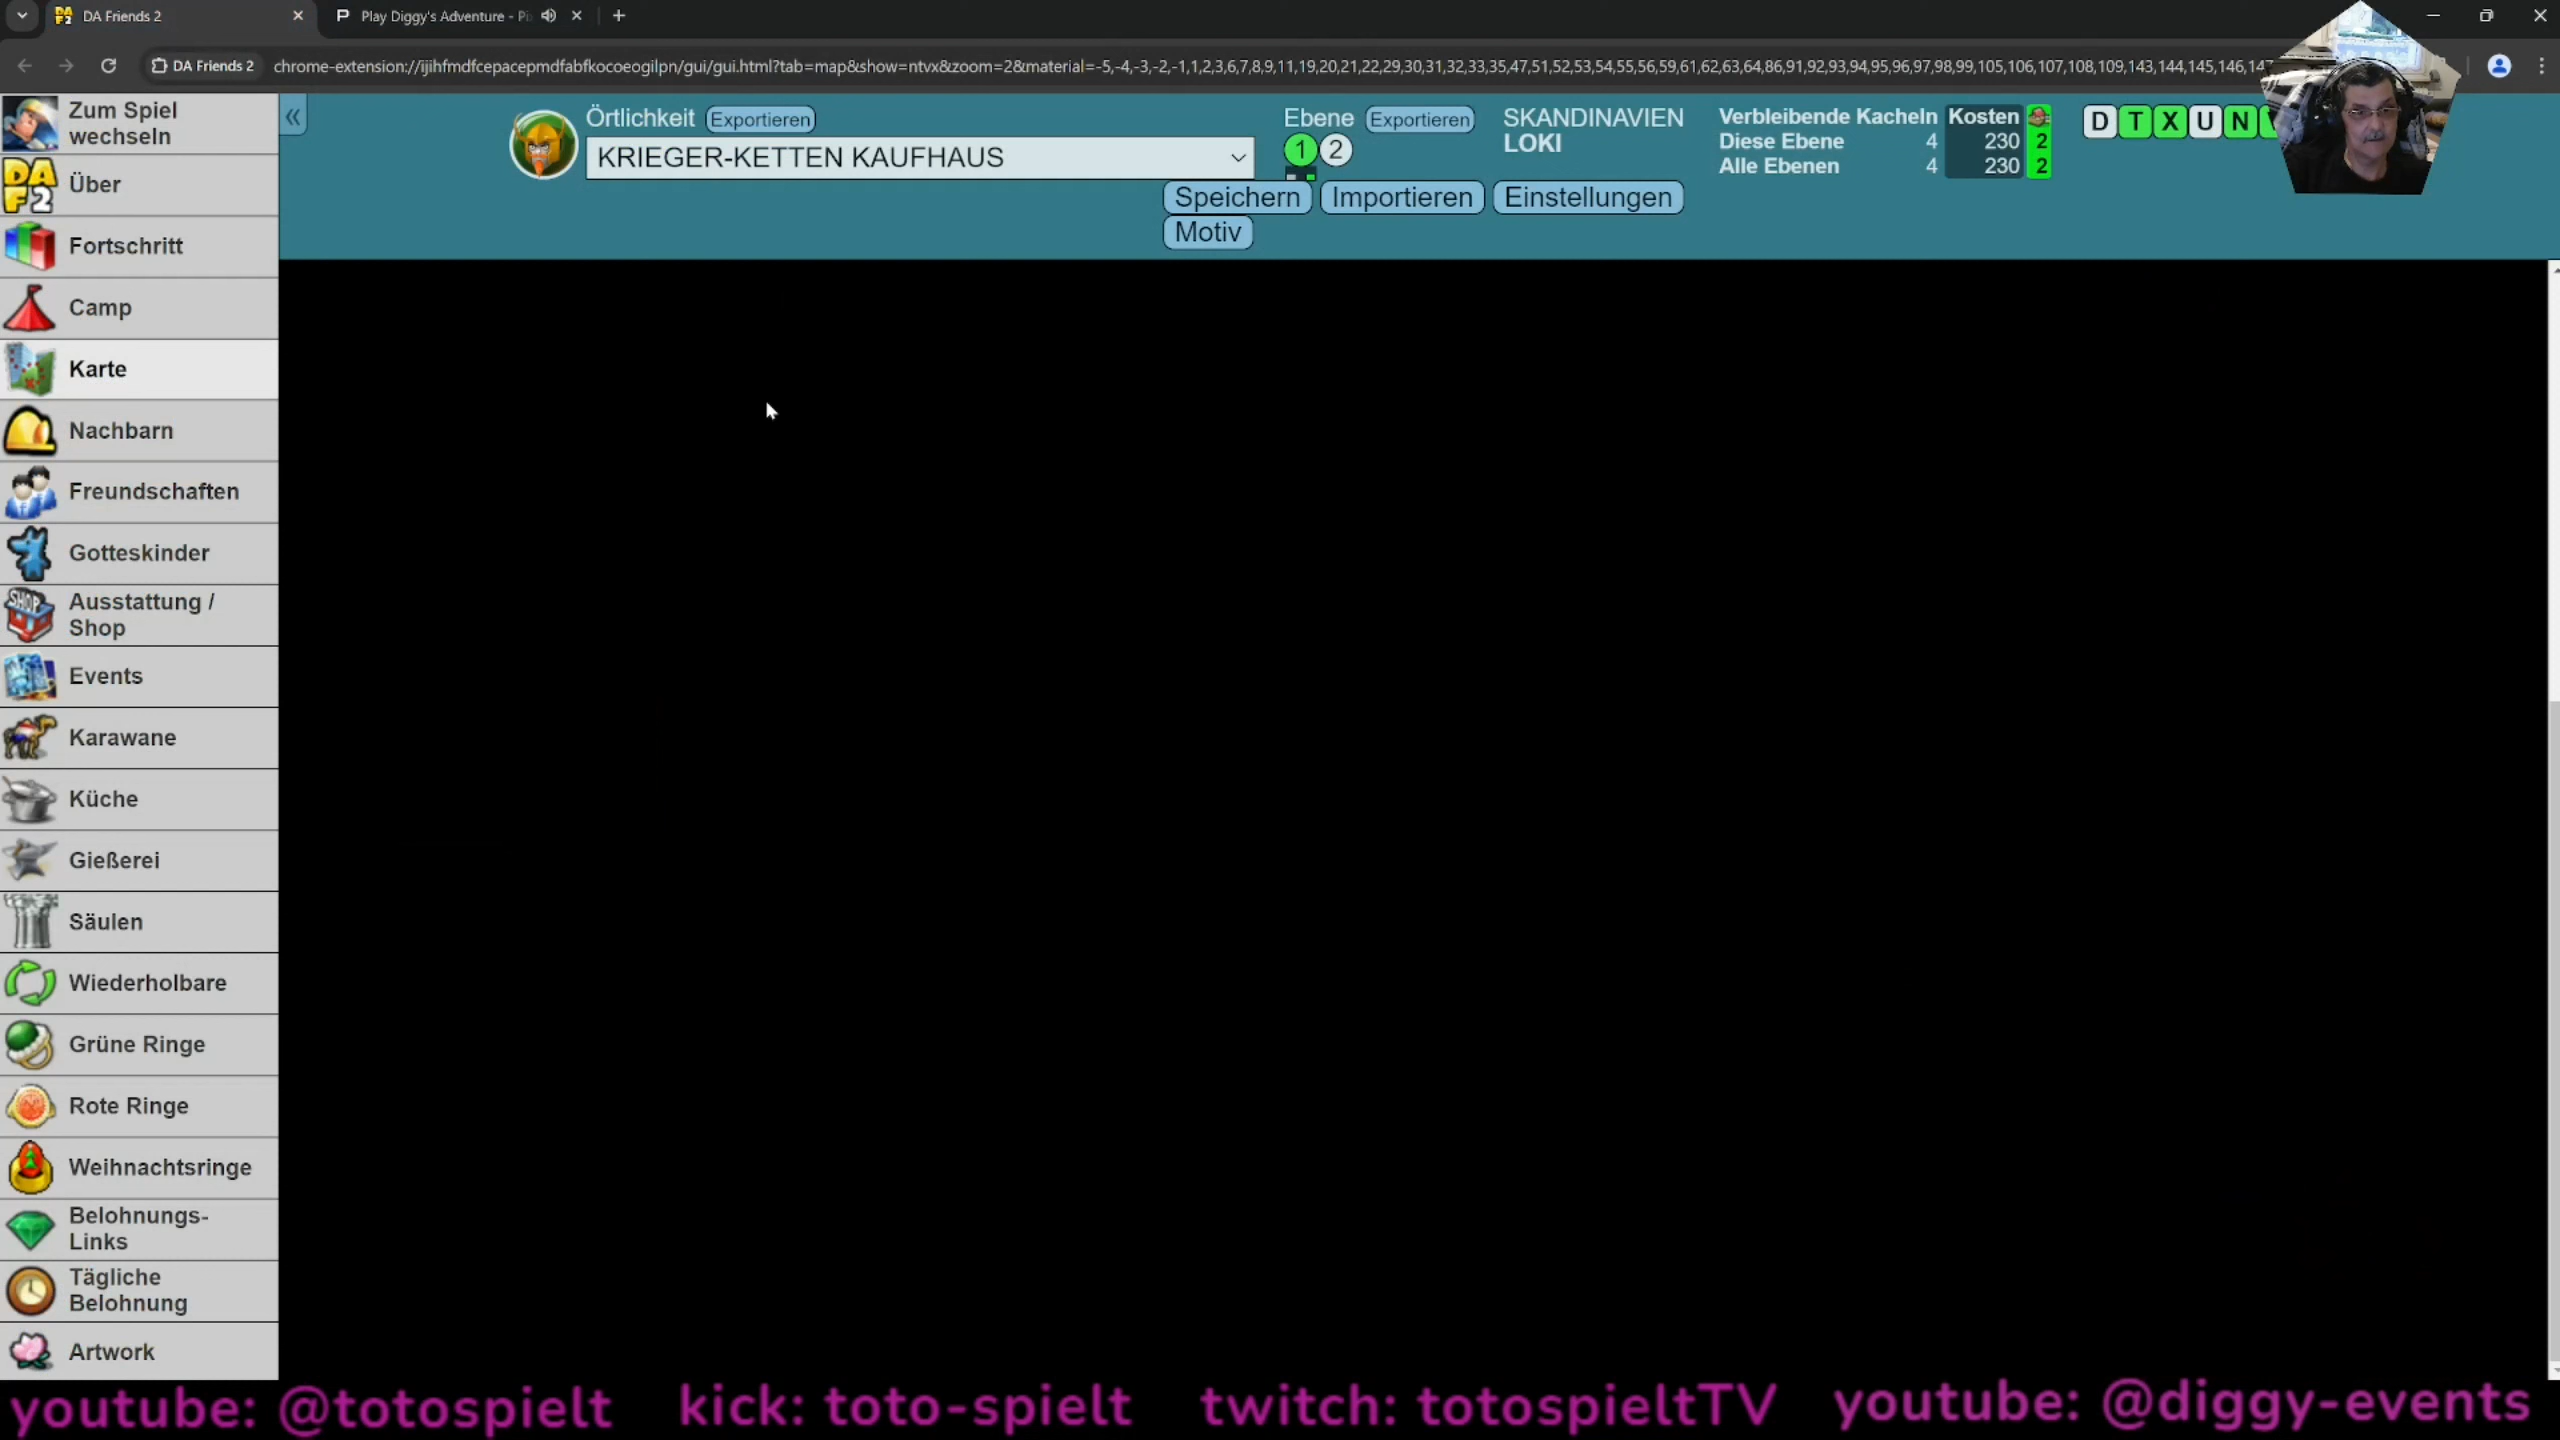 DA Friends 2
Play Diggy's Adventure - Pi
DA Friends 2
chrome-extension://ijihfmdfcepacepmdfabfkocoeogilpn/gui/gui.html?tab=map&show=ntvx&zoom=2&material=-5,-4,-3,-2,-1,1,2,3,6,7,8,9,11,19,20,21,22,29,30,31,32,33,35,47,51,52,53,54,55,56,59,61,62,63,64,86,91,92,93,94,95,96,97,98,99,105,106,107,108,109,143,144,145,146,147
Zum Spiel
wechseln
DA
F2
Über
Fortschritt
Camp
Karte
Nachbarn
Freundschaften
Gotteskinder
SHOP
Ausstattung /
Shop
Events
Karawane
Küche
Gießerei
Säulen
Wiederholbare
Grüne Ringe
Rote Ringe
Weihnachtsringe
Belohnungs-
Links
Tägliche
Belohnung
Artwork
«
Örtlichkeit
Exportieren
KRIEGER-KETTEN KAUFHAUS
Ebene
Exportieren
1 2
SKANDINAVIEN
LOKI
Speichern
Importieren
Einstellungen
Motiv
Verbleibende Kacheln Kosten
Diese Ebene 4 230 2
Alle Ebenen 4 230 2
D T X U N
youtube: @totospielt
kick: toto-spielt
twitch: totospieltTV
youtube: @diggy-events